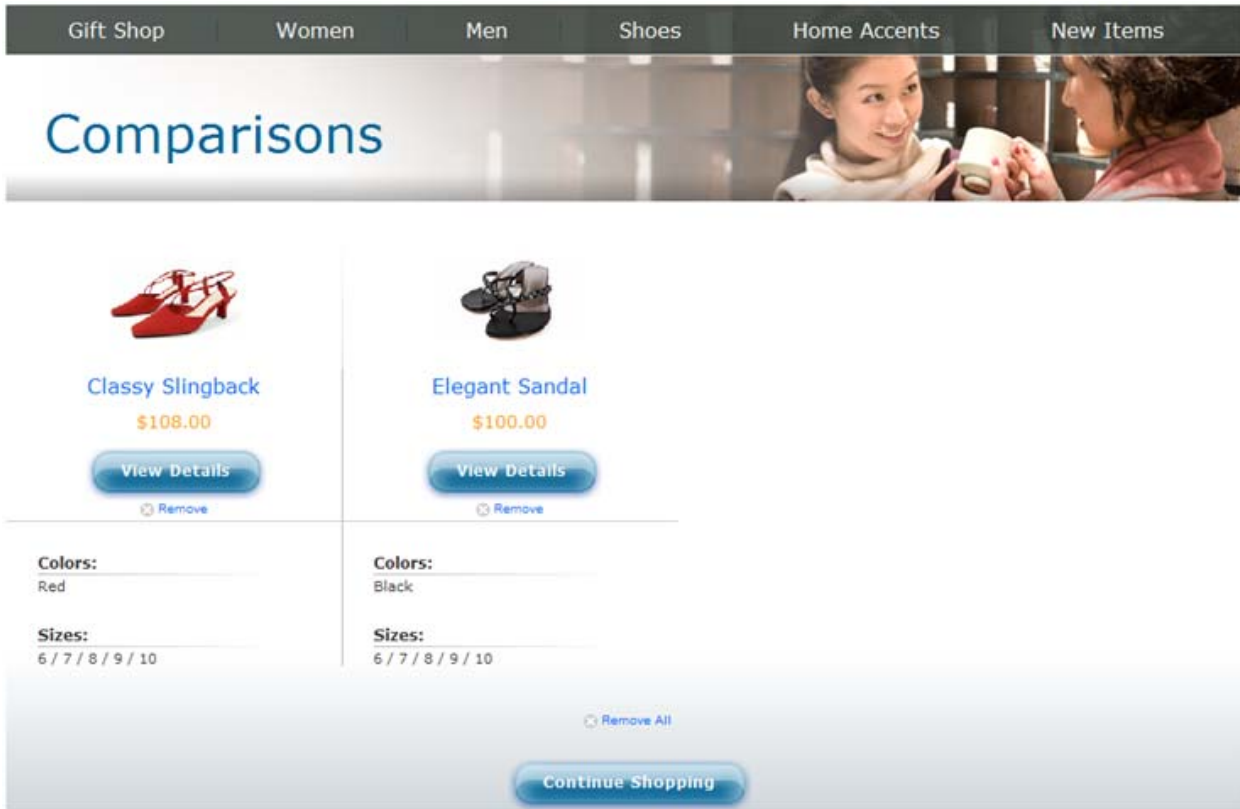 Gift Shop Women Men Shoes Home Accents New Items
Comparisons
Classy Slingback Elegant Sandal
$108.00 $100.00
View Details View Details
Remove Remove
Colors: Colors:
Red Black
Sizes: Sizes:
6 / 7 / 8 / 9 / 10 6 / 7 / 8 / 9 / 10
Remove All
Continue Shopping